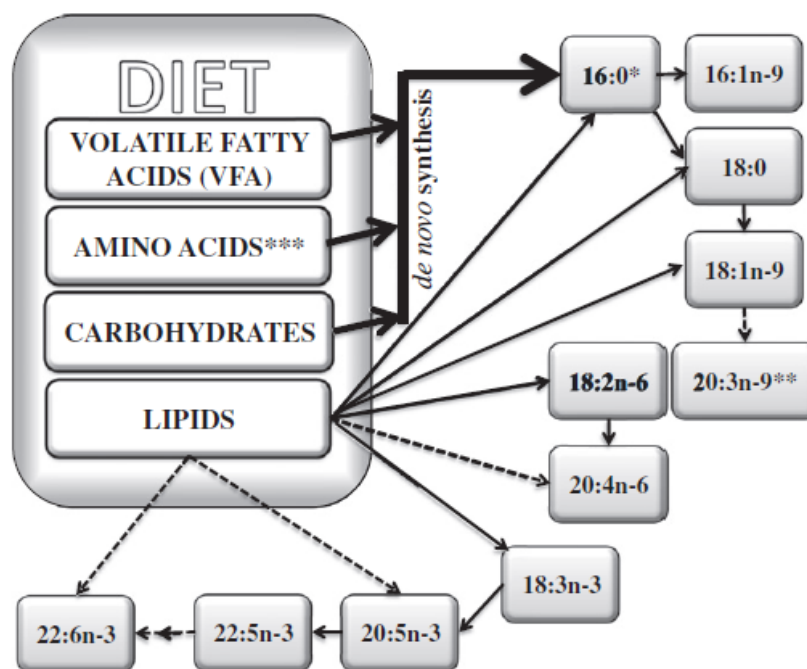 DIET
VOLATILE FATTY
ACIDS (VFA)
AMINO ACIDS***
CARBOHYDRATES
LIPIDS
de novo synthesis
16:0*
16:1n-9
18:0
18:1n-9
18:2n-6
20:3n-9**
20:4n-6
18:3n-3
22:6n-3
22:5n-3
20:5n-3